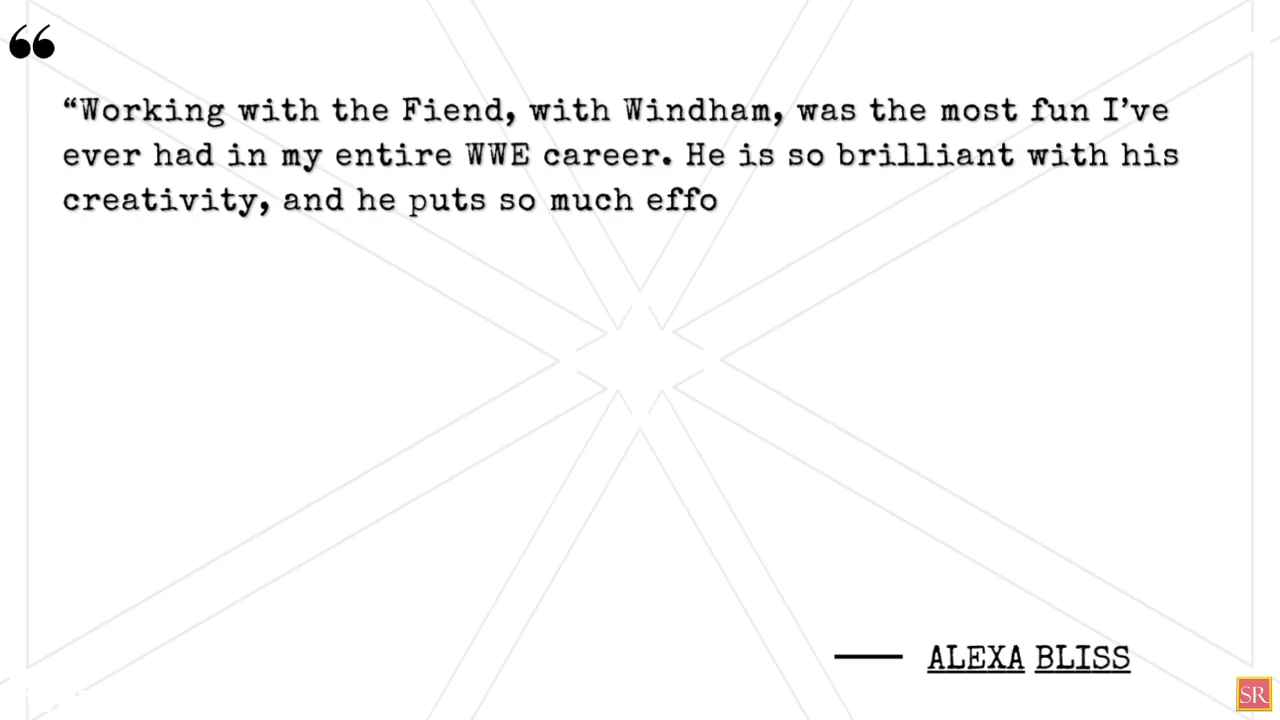 “Working with the Fiend, with Windham, was the most fun I’ve
ever had in my entire WWE career. He is so brilliant with his
creativity, and he puts so much effo
ALEXA BLISS
SR